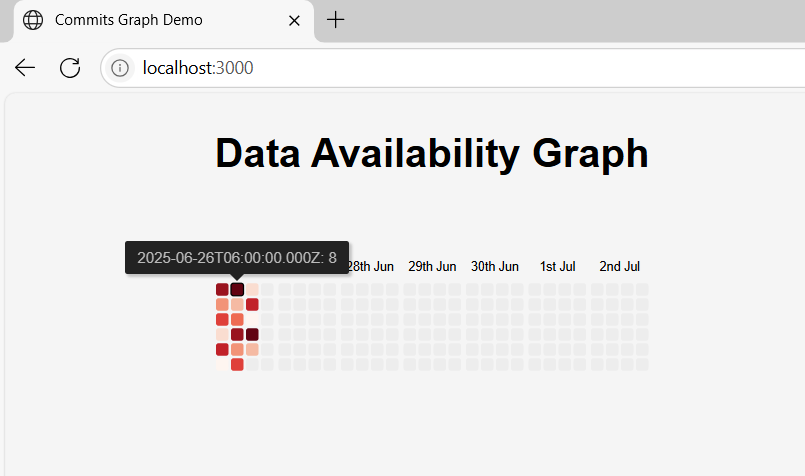 Commits Graph Demo
localhost:3000
Data Availability Graph
2025-06-26T06:00:00.000Z: 8
28th Jun 29th Jun 30th Jun 1st Jul 2nd Jul